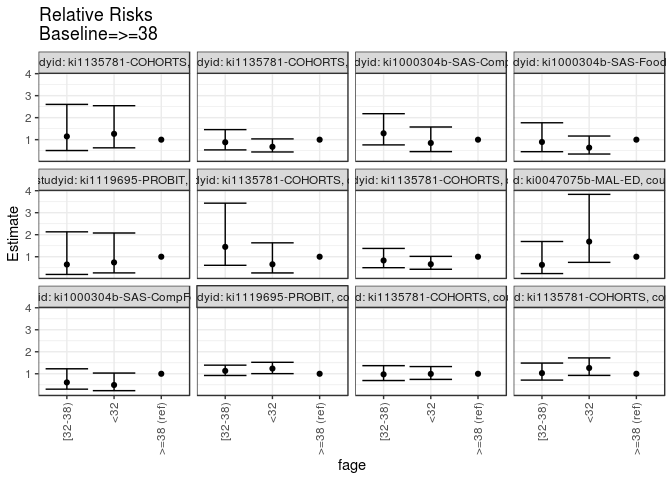 Relative Risks
Baseline=>=38
dyid: ki1135781-COHORTS,
dyid: ki1135781-COHORTS,
dyid: ki1000304b-SAS-Comp
dyid: ki1000304b-SAS-Food
4
3
2
1
studyid: ki1119695-PROBIT,
dyid: ki1135781-COHORTS,
dyid: ki1135781-COHORTS,
d: ki0047075b-MAL-ED, cou
4
3
2
1
id: ki1000304b-SAS-CompF
dyid: ki1119695-PROBIT, co
d: ki1135781-COHORTS, cou
d: ki1135781-COHORTS, cou
4
3
2
1
Estimate
[32-38)
<32
>=38 (ref)
[32-38)
<32
>=38 (ref)
[32-38)
<32
>=38 (ref)
[32-38)
<32
>=38 (ref)
fage